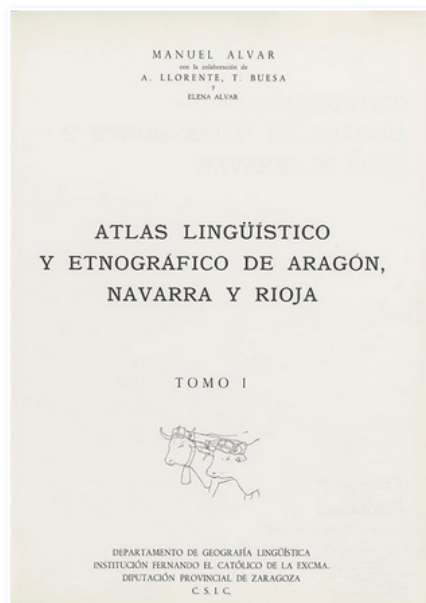 MANUEL ALVAR
con la colaboración de
A. LLORENTE, T. BUESA
Y
ELENA ALVAR
ATLAS LINGÜÍSTICO
Y ETNOGRÁFICO DE ARAGÓN,
NAVARRA Y RIOJA
TOMO I
DEPARTAMENTO DE GEOGRAFÍA LINGÜÍSTICA
INSTITUCIÓN FERNANDO EL CATÓLICO DE LA EXCMA.
DIPUTACIÓN PROVINCIAL DE ZARAGOZA
C. S. I. C.